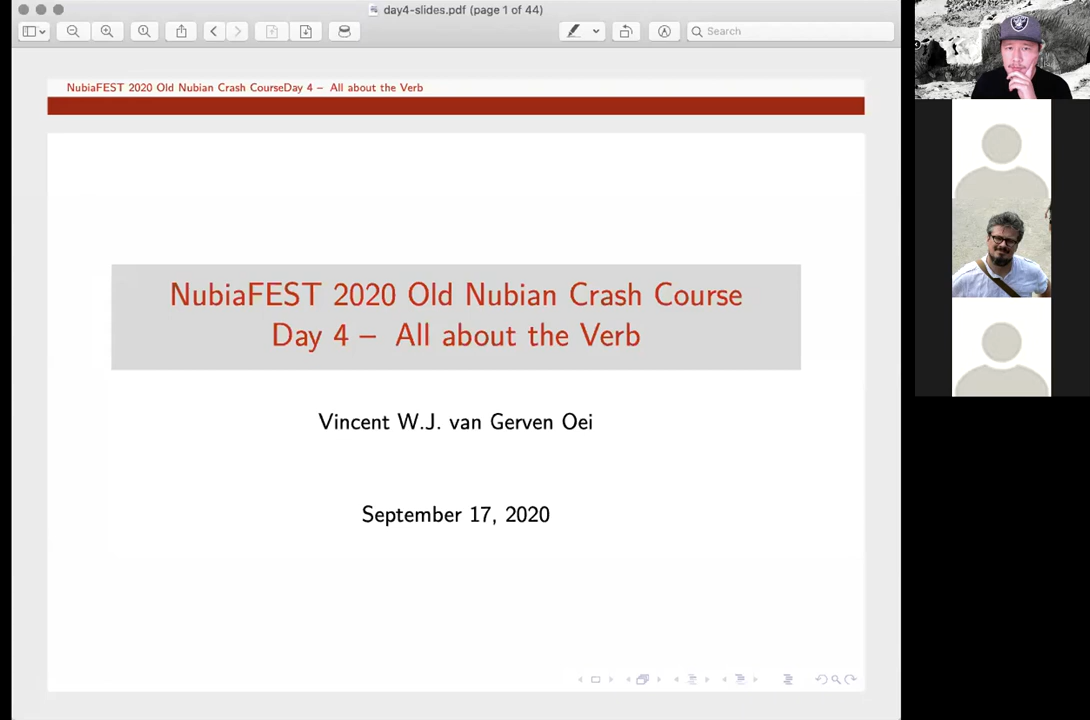 day4-slides.pdf (page 1 of 44)
Search
NubiaFEST 2020 Old Nubian Crash CourseDay 4 – All about the Verb
NubiaFEST 2020 Old Nubian Crash Course
Day 4 – All about the Verb
Vincent W.J. van Gerven Oei
September 17, 2020